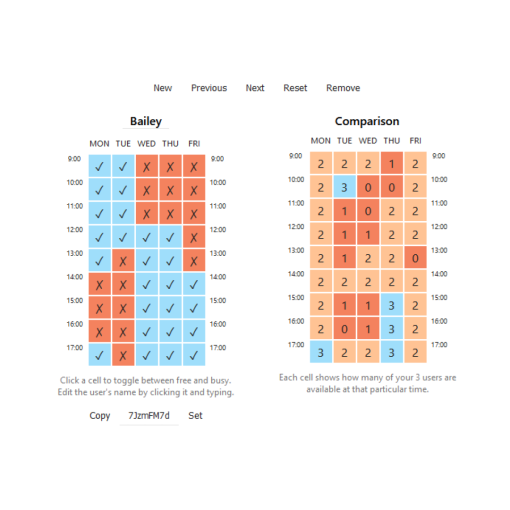 New Previous Next Reset Remove
Bailey
MON TUE WED THU FRI
9:00 ✓ ✓ ✗ ✗ ✗ 9:00
10:00 ✓ ✓ ✗ ✗ ✗ 10:00
11:00 ✓ ✓ ✗ ✗ ✗ 11:00
12:00 ✓ ✓ ✓ ✓ ✗ 12:00
13:00 ✓ ✗ ✓ ✓ ✗ 13:00
14:00 ✗ ✗ ✓ ✓ ✓ 14:00
15:00 ✗ ✗ ✓ ✓ ✓ 15:00
16:00 ✗ ✗ ✓ ✓ ✓ 16:00
17:00 ✓ ✗ ✓ ✓ ✓ 17:00
Click a cell to toggle between free and busy.
Edit the user's name by clicking it and typing.
Copy 7JzmFM7d Set
Comparison
MON TUE WED THU FRI
9:00 2 2 2 1 2 9:00
10:00 2 3 0 0 2 10:00
11:00 2 1 0 2 2 11:00
12:00 2 1 1 2 2 12:00
13:00 2 1 2 2 0 13:00
14:00 2 2 2 2 2 14:00
15:00 2 1 1 3 2 15:00
16:00 2 0 1 3 2 16:00
17:00 3 2 2 3 2 17:00
Each cell shows how many of your 3 users are
available at that particular time.